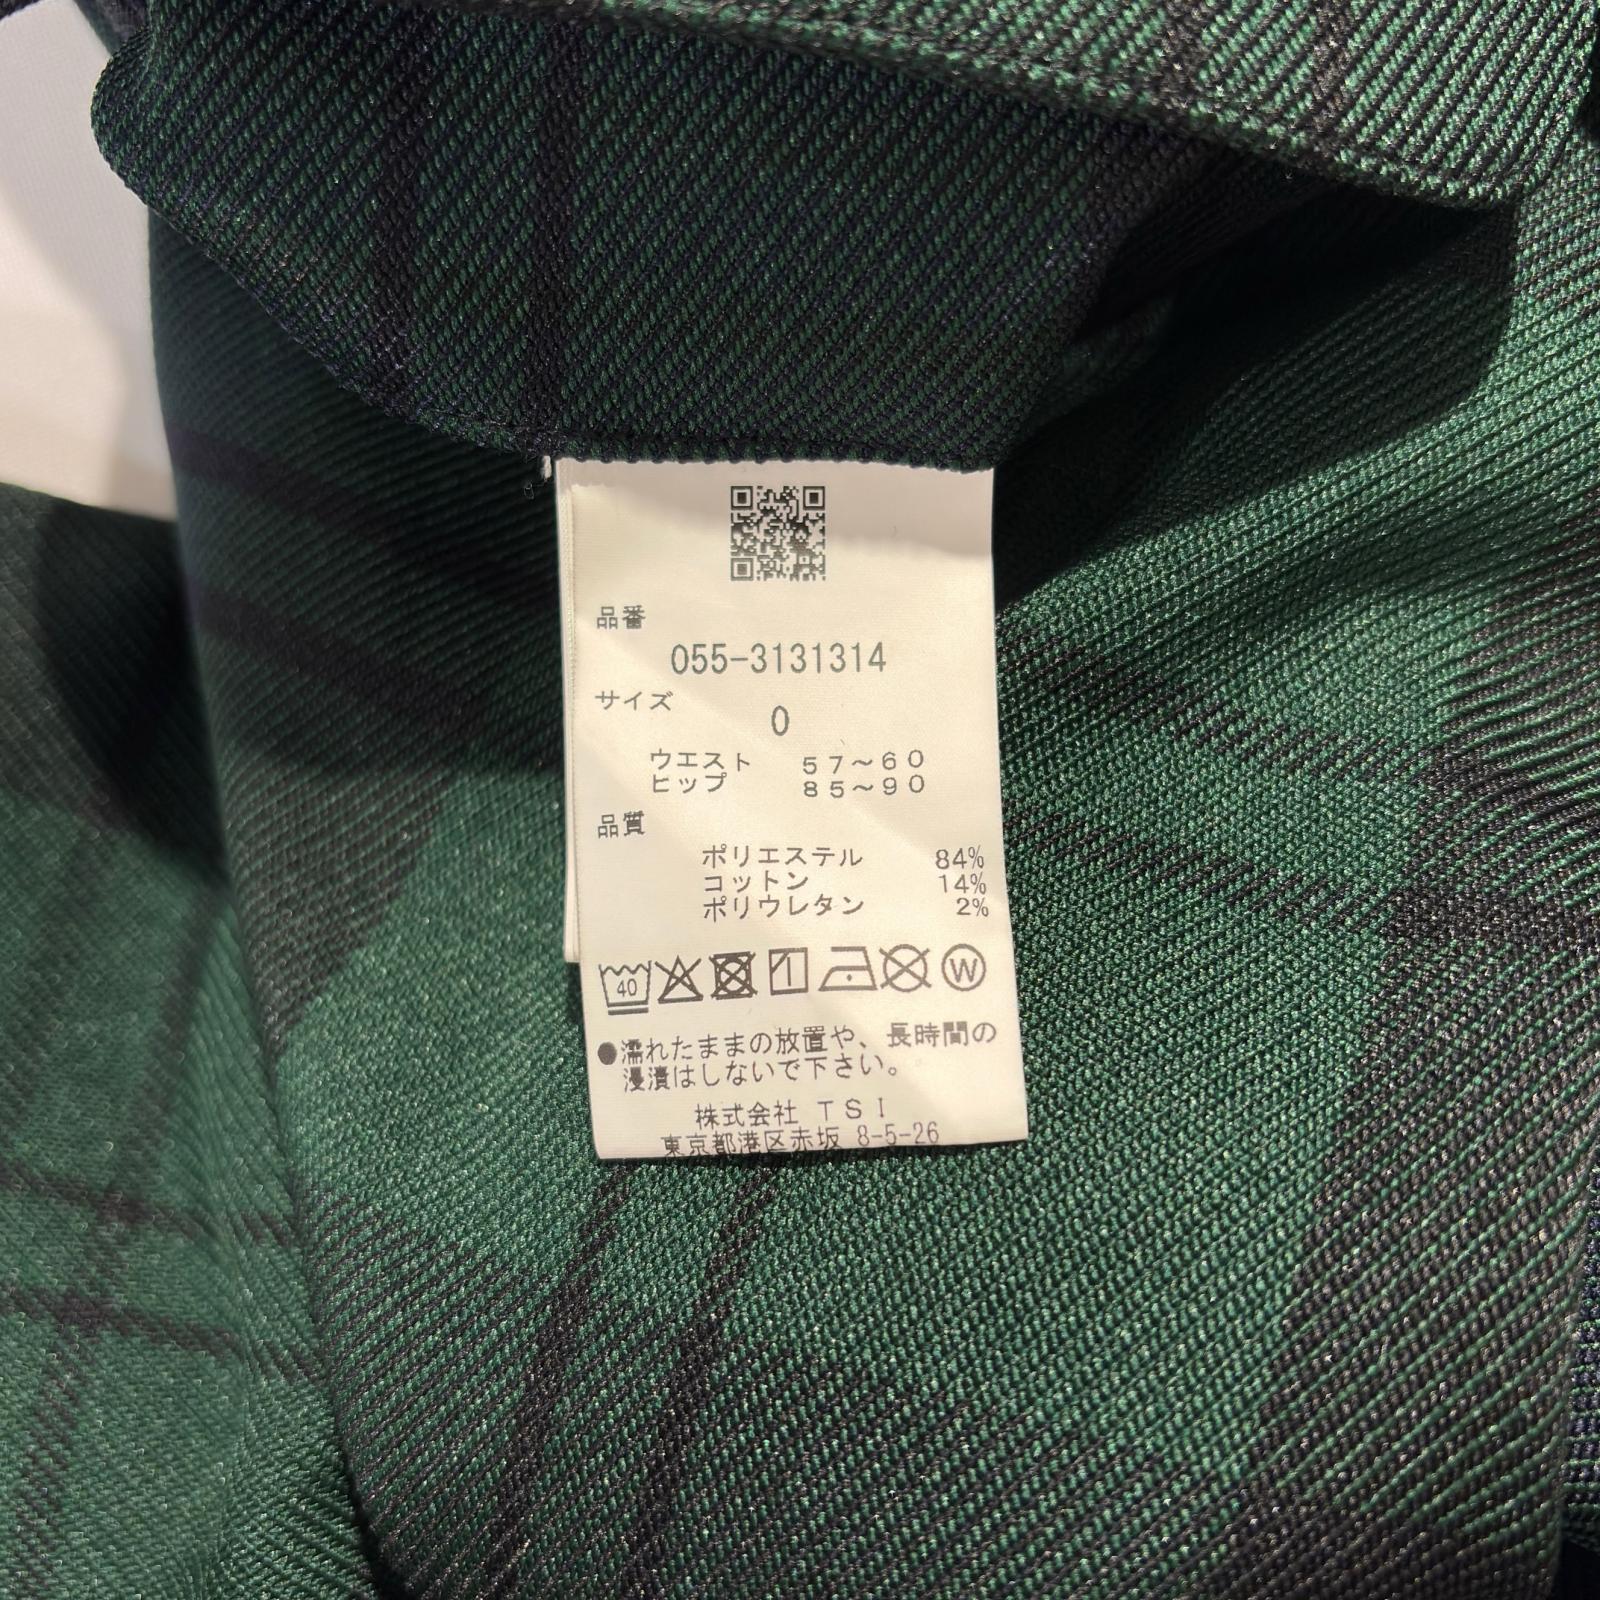 品番
055-3131314
サイズ
0
ウエスト 57～60
ヒップ 85～90
品質
ポリエステル 84%
コットン 14%
ポリウレタン 2%
40 W
●濡れたままの放置や、長時間の
浸漬はしないで下さい。
株式会社 TSI
東京都港区赤坂 8-5-26